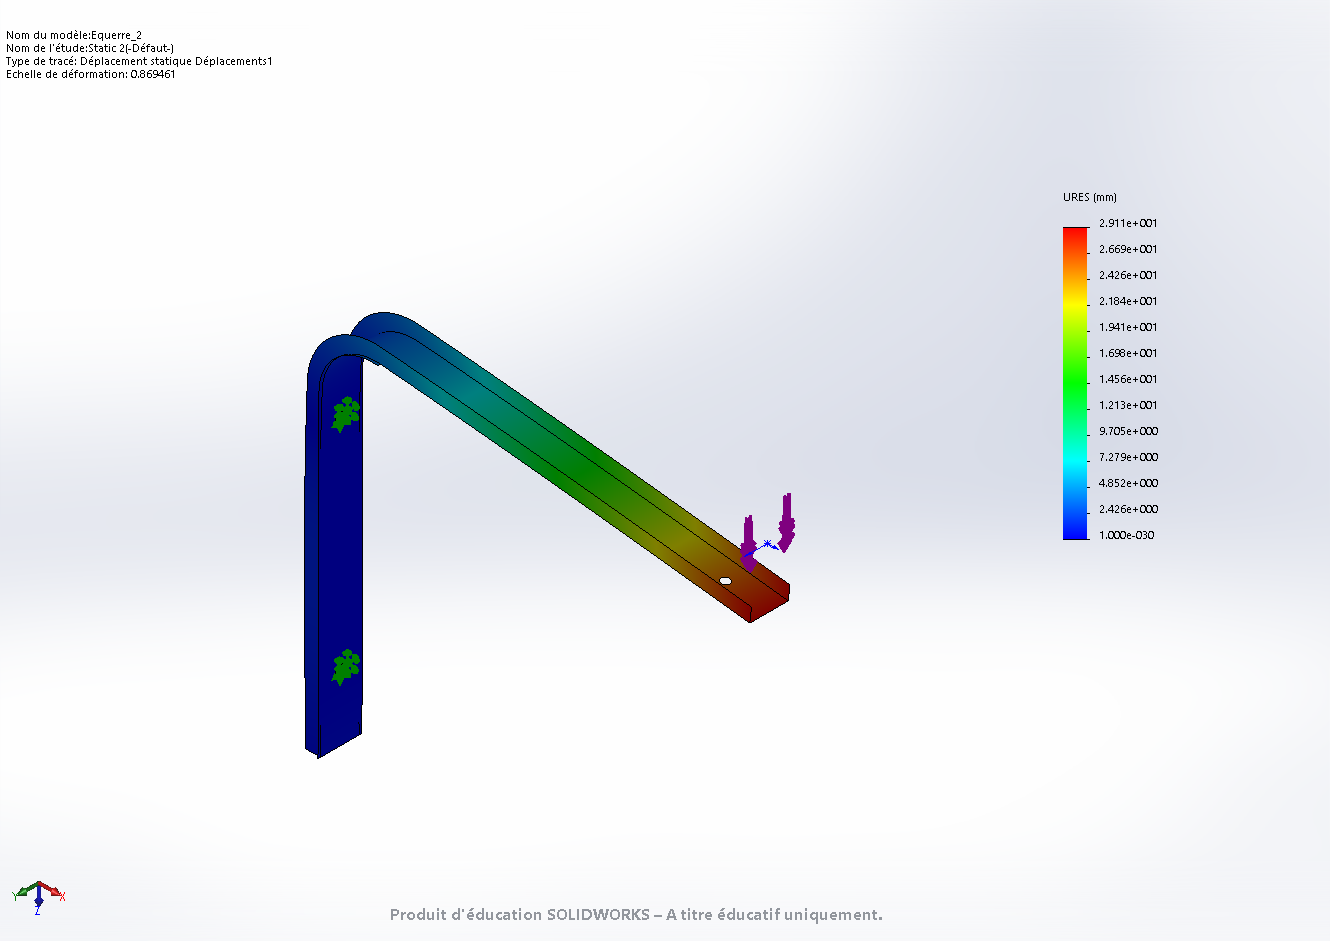 Nom du modèle:Equerre_2
Nom de l'étude:Static 2(-Défaut-)
Type de tracé: Déplacement statique Déplacements1
Echelle de déformation: 0.869461
URES (mm)
2.911e+001
2.669e+001
2.426e+001
2.184e+001
1.941e+001
1.698e+001
1.456e+001
1.213e+001
9.705e+000
7.279e+000
4.852e+000
2.426e+000
1.000e-030
Y
X
Z
Produit d'éducation SOLIDWORKS – A titre éducatif uniquement.